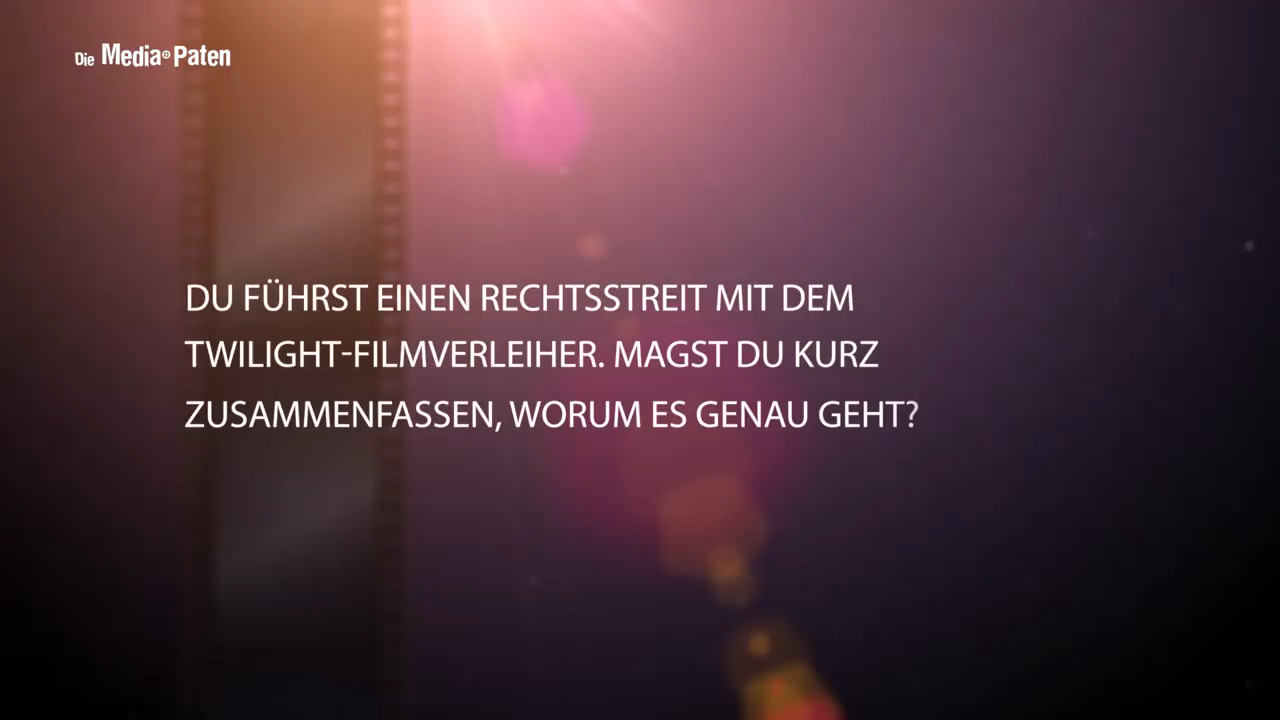 Die Media Paten
DU FÜHRST EINEN RECHTSSTREIT MIT DEM
TWILIGHT-FILMVERLEIHER. MAGST DU KURZ
ZUSAMMENFASSEN, WORUM ES GENAU GEHT?